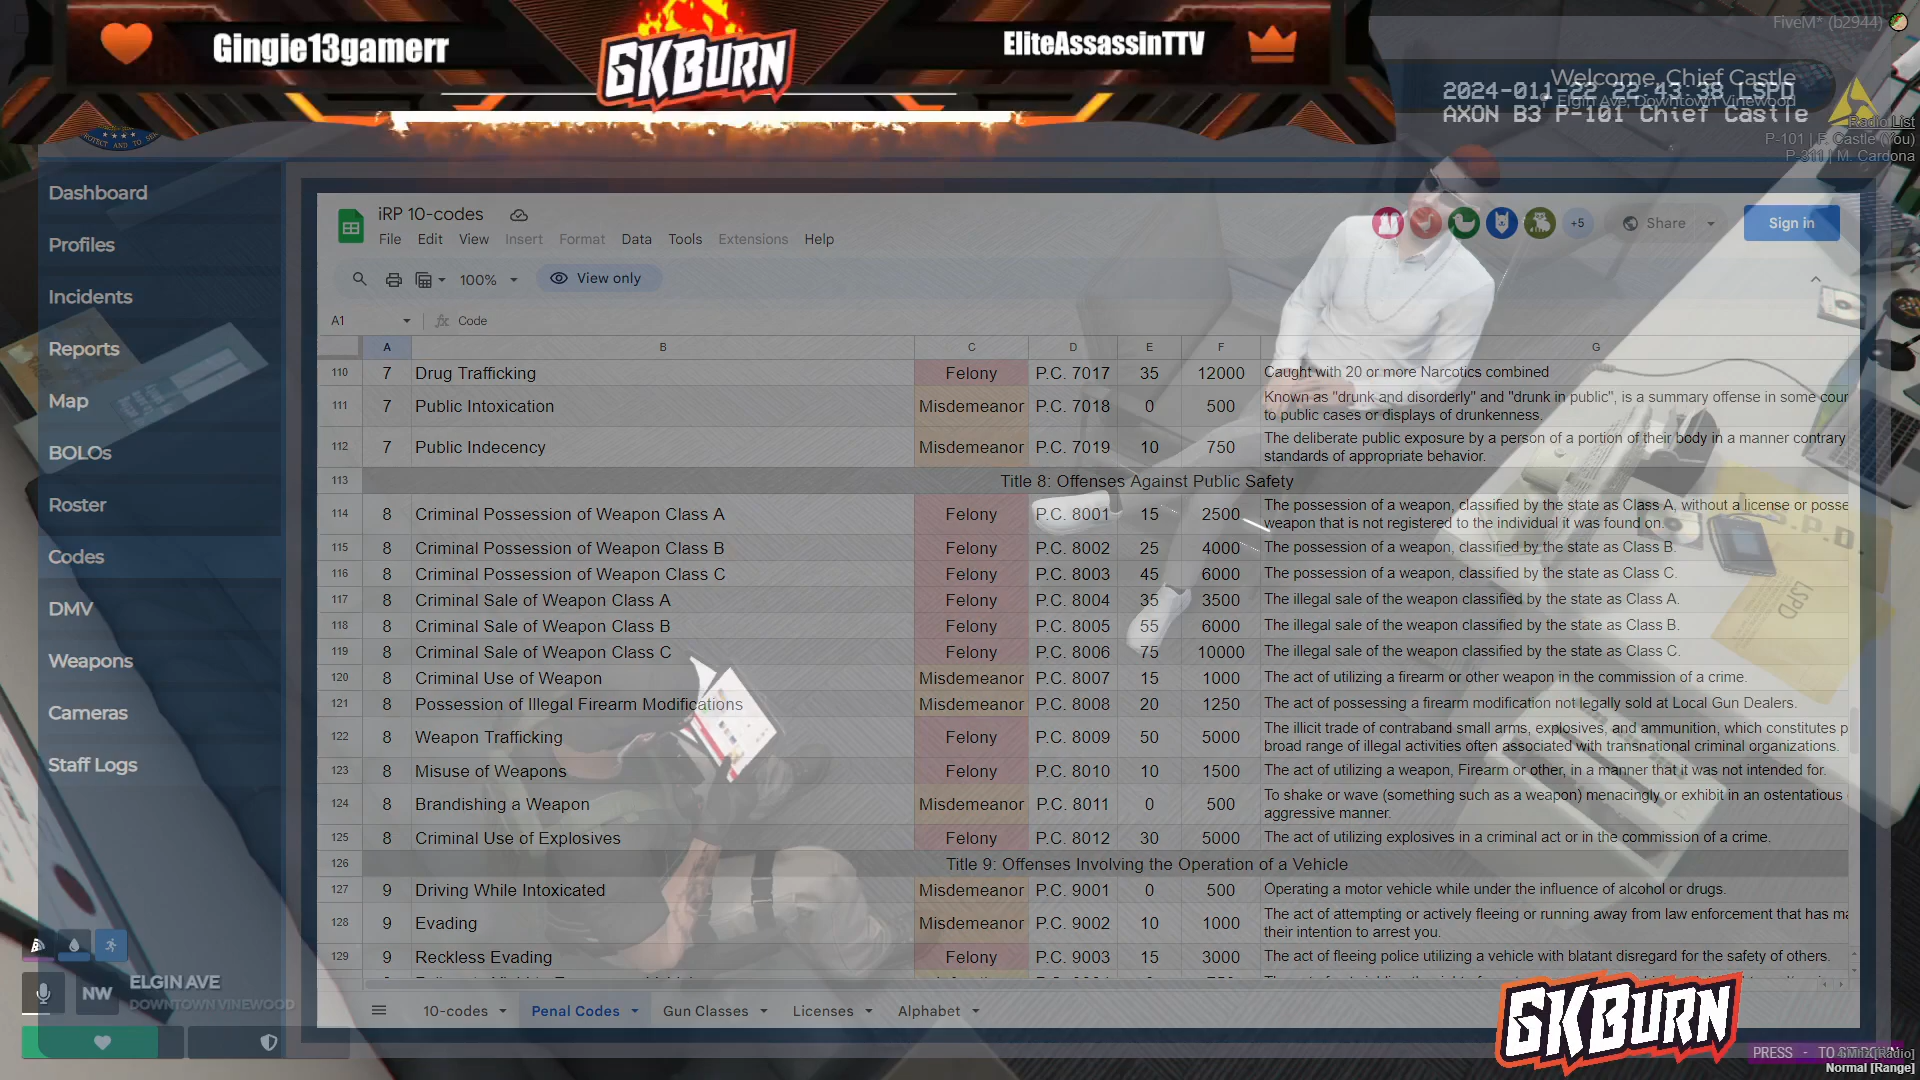 Gingie13gamerr
GKBURN
EliteAssassinTTV
FiveM* (b2944)
Welcome, Chief Castle
2024-011-22 22:43:38 LSPD
Elgin Ave, Downtown Vinewood
AXON B3 P-101 Chief Castle
Radio List
P-101 | F. Castle (You)
P-311 | M. Cardona
Dashboard
Profiles
Incidents
Reports
Map
BOLOs
Roster
Codes
DMV
Weapons
Cameras
Staff Logs
iRP 10-codes
File Edit View Insert Format Data Tools Extensions Help
+5
Share
Sign in
100%
View only
A1
fx Code
A B C D E F G
110 7 Drug Trafficking Felony P.C. 7017 35 12000 Caught with 20 or more Narcotics combined
111 7 Public Intoxication Misdemeanor P.C. 7018 0 500 Known as "drunk and disorderly" and "drunk in public", is a summary offense in some cour
to public cases or displays of drunkenness.
112 7 Public Indecency Misdemeanor P.C. 7019 10 750 The deliberate public exposure by a person of a portion of their body in a manner contrary
standards of appropriate behavior.
113 Title 8: Offenses Against Public Safety
114 8 Criminal Possession of Weapon Class A Felony P.C. 8001 15 2500 The possession of a weapon, classified by the state as Class A, without a license or posse
weapon that is not registered to the individual it was found on.
115 8 Criminal Possession of Weapon Class B Felony P.C. 8002 25 4000 The possession of a weapon, classified by the state as Class B.
116 8 Criminal Possession of Weapon Class C Felony P.C. 8003 45 6000 The possession of a weapon, classified by the state as Class C.
117 8 Criminal Sale of Weapon Class A Felony P.C. 8004 35 3500 The illegal sale of the weapon classified by the state as Class A.
118 8 Criminal Sale of Weapon Class B Felony P.C. 8005 55 6000 The illegal sale of the weapon classified by the state as Class B.
119 8 Criminal Sale of Weapon Class C Felony P.C. 8006 75 10000 The illegal sale of the weapon classified by the state as Class C.
120 8 Criminal Use of Weapon Misdemeanor P.C. 8007 15 1000 The act of utilizing a firearm or other weapon in the commission of a crime.
121 8 Possession of Illegal Firearm Modifications Misdemeanor P.C. 8008 20 1250 The act of possessing a firearm modification not legally sold at Local Gun Dealers.
122 8 Weapon Trafficking Felony P.C. 8009 50 5000 The illicit trade of contraband small arms, explosives, and ammunition, which constitutes p
broad range of illegal activities often associated with transnational criminal organizations.
123 8 Misuse of Weapons Felony P.C. 8010 10 1500 The act of utilizing a weapon, Firearm or other, in a manner that it was not intended for.
124 8 Brandishing a Weapon Misdemeanor P.C. 8011 0 500 To shake or wave (something such as a weapon) menacingly or exhibit in an ostentatious
aggressive manner.
125 8 Criminal Use of Explosives Felony P.C. 8012 30 5000 The act of utilizing explosives in a criminal act or in the commission of a crime.
126 Title 9: Offenses Involving the Operation of a Vehicle
127 9 Driving While Intoxicated Misdemeanor P.C. 9001 0 500 Operating a motor vehicle while under the influence of alcohol or drugs.
128 9 Evading Misdemeanor P.C. 9002 10 1000 The act of attempting or actively fleeing or running away from law enforcement that has ma
their intention to arrest you.
129 9 Reckless Evading Felony P.C. 9003 15 3000 The act of fleeing police utilizing a vehicle with blatant disregard for the safety of others.
10-codes Penal Codes Gun Classes Licenses Alphabet
NW
ELGIN AVE
DOWNTOWN VINEWOOD
LSPD
GKBURN
PRESS - TO
Normal [Range]